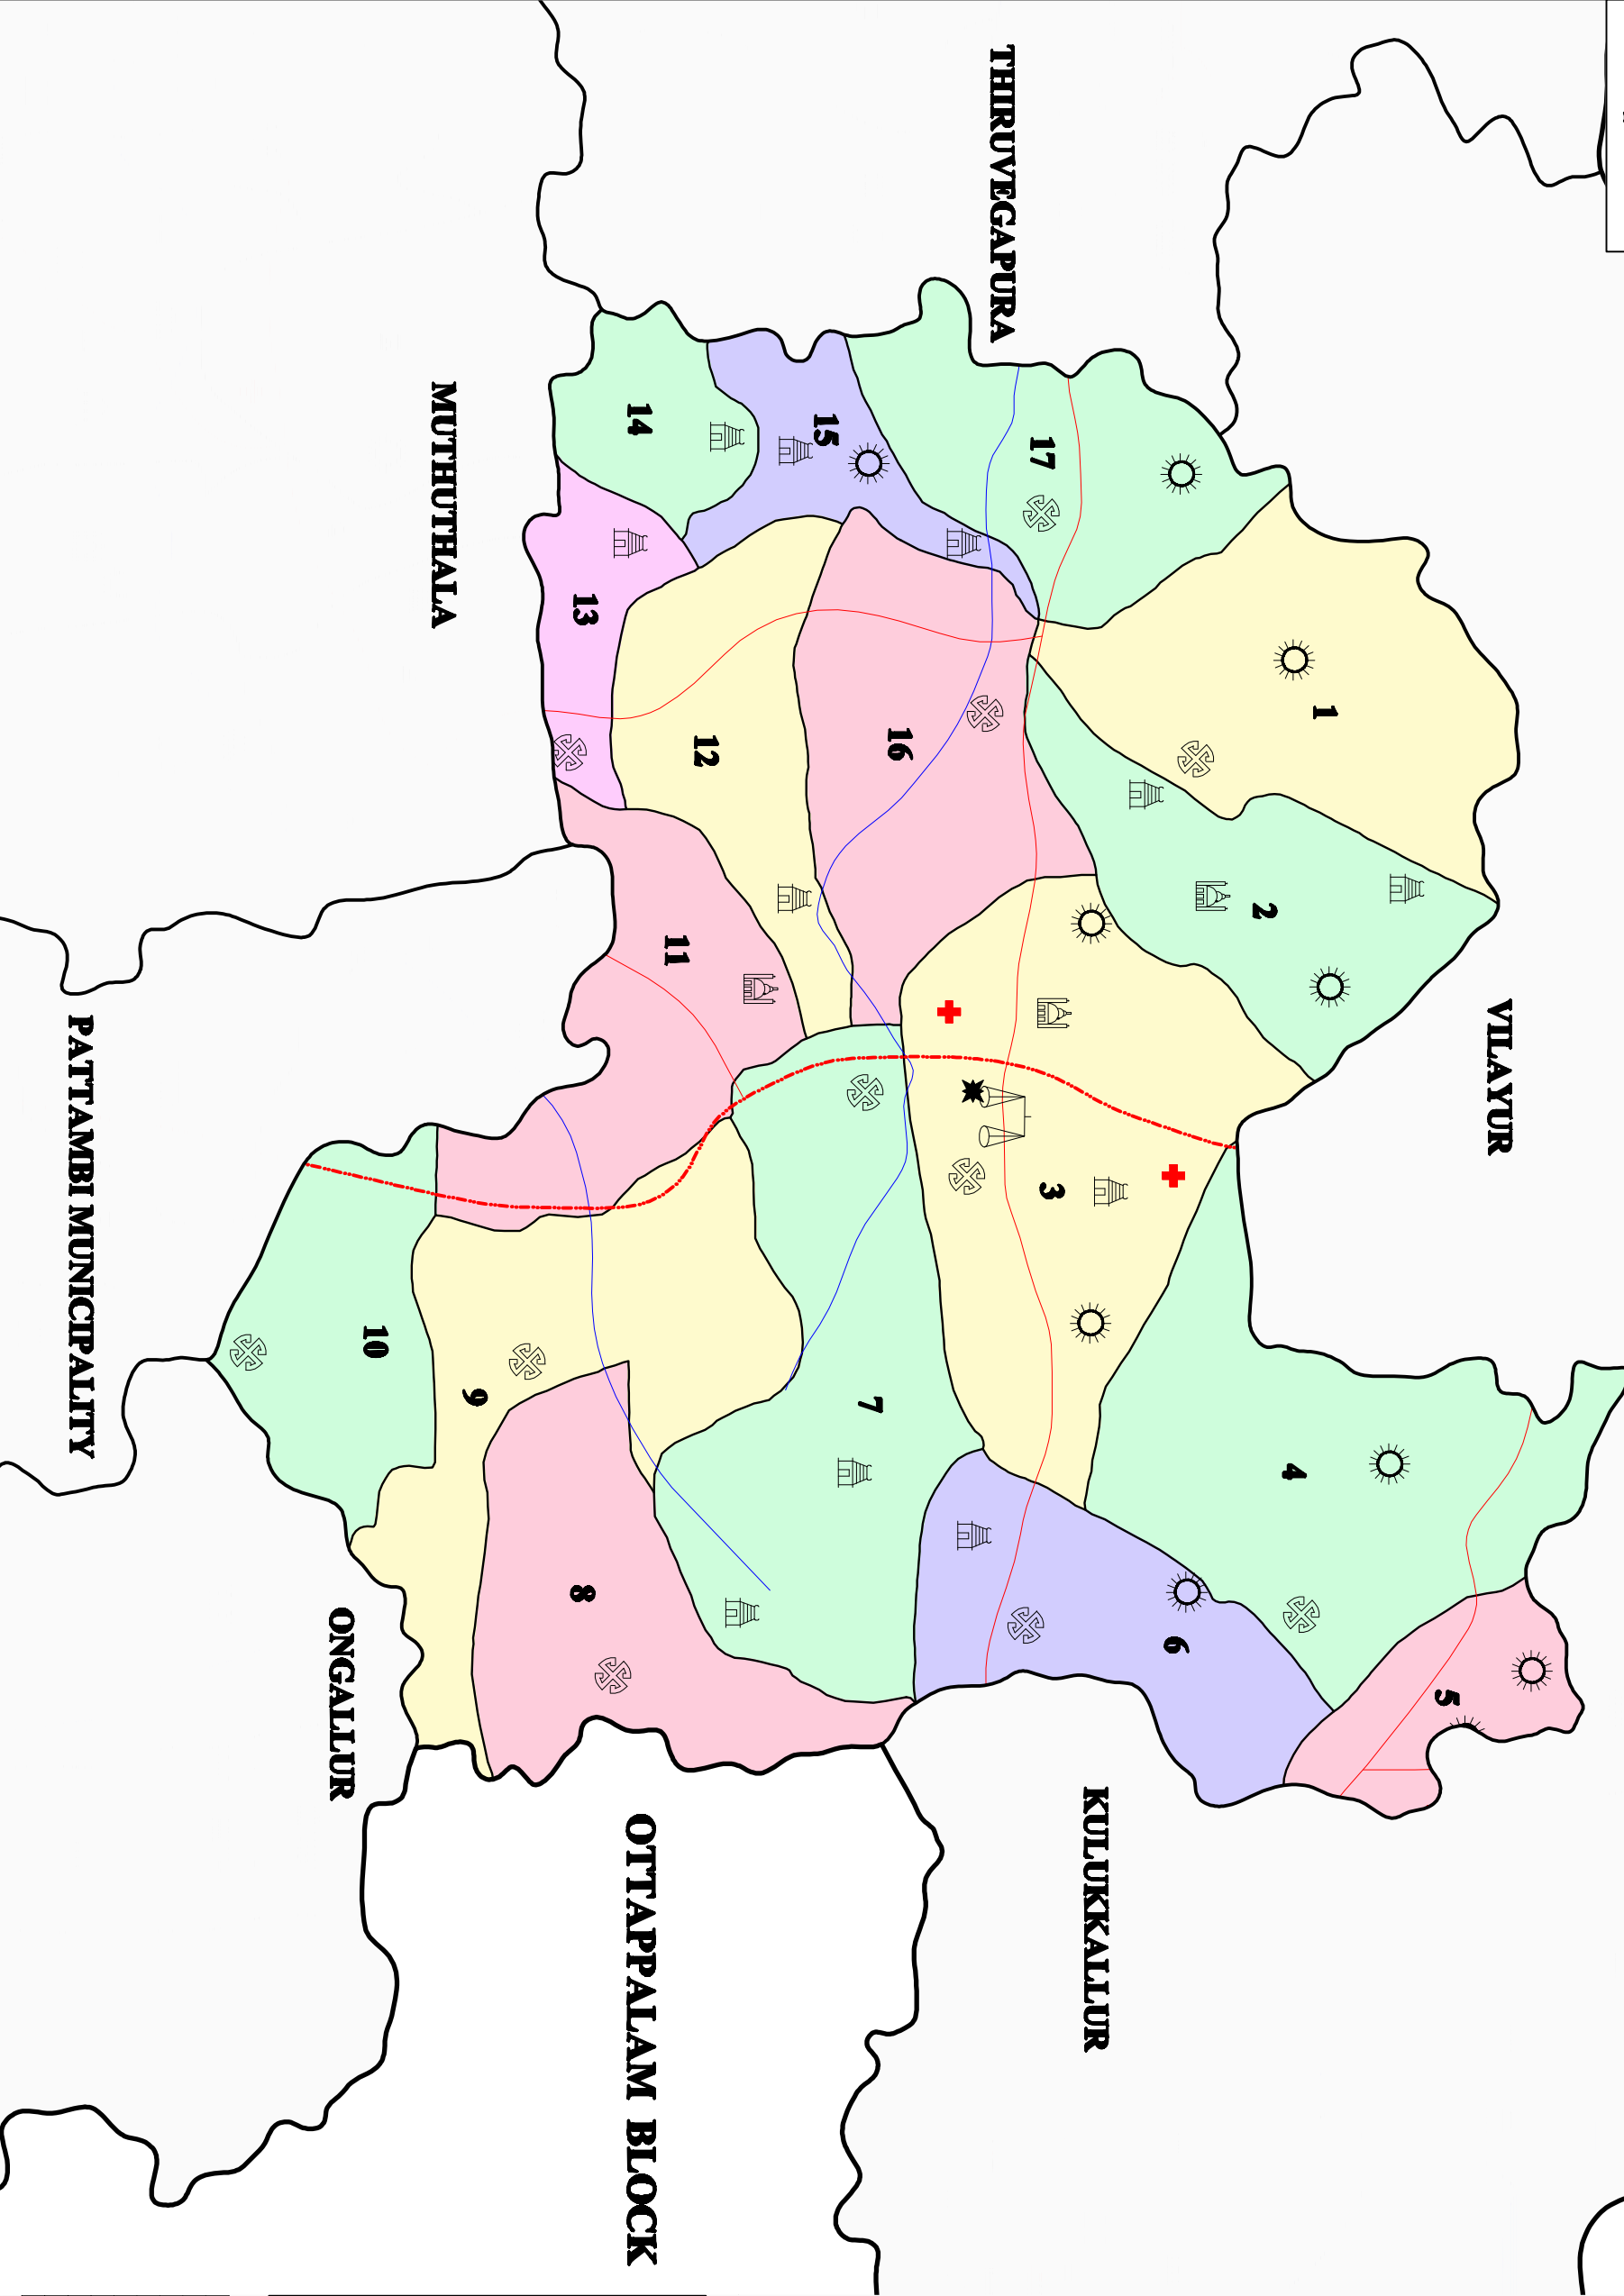 VILAYUR
THIRUVEGAPURA
KULUKKALLUR
MUTHUTHALA
OTTAPPALAM BLOCK
ONGALLUR
PATTAMBI MUNICIPALITY
1
2
3
4
5
6
7
8
9
10
11
12
13
14
15
16
17